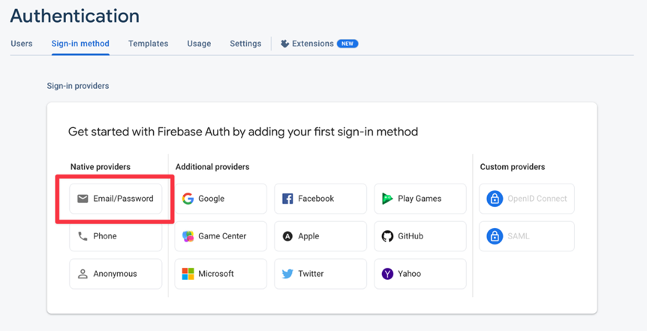 Authentication
Users Sign-in method Templates Usage Settings Extensions NEW
Sign-in providers
Get started with Firebase Auth by adding your first sign-in method
Native providers Additional providers Custom providers
Email/Password Google Facebook Play Games OpenID Connect
Phone Game Center Apple GitHub SAML
Anonymous Microsoft Twitter Yahoo